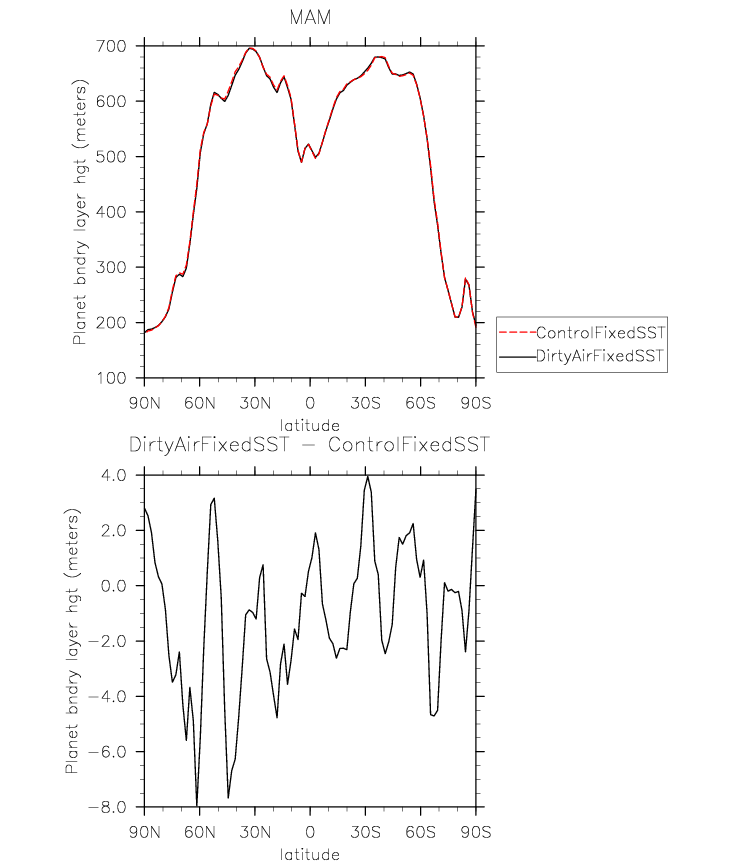 MAM
700
600
500
400
300
200
100
Planet bndry layer hgt (meters)
90N 60N 30N 0 30S 60S 90S
latitude
ControlFixedSST
DirtyAirFixedSST
DirtyAirFixedSST − ControlFixedSST
4.0
2.0
0.0
−2.0
−4.0
−6.0
−8.0
Planet bndry layer hgt (meters)
90N 60N 30N 0 30S 60S 90S
latitude